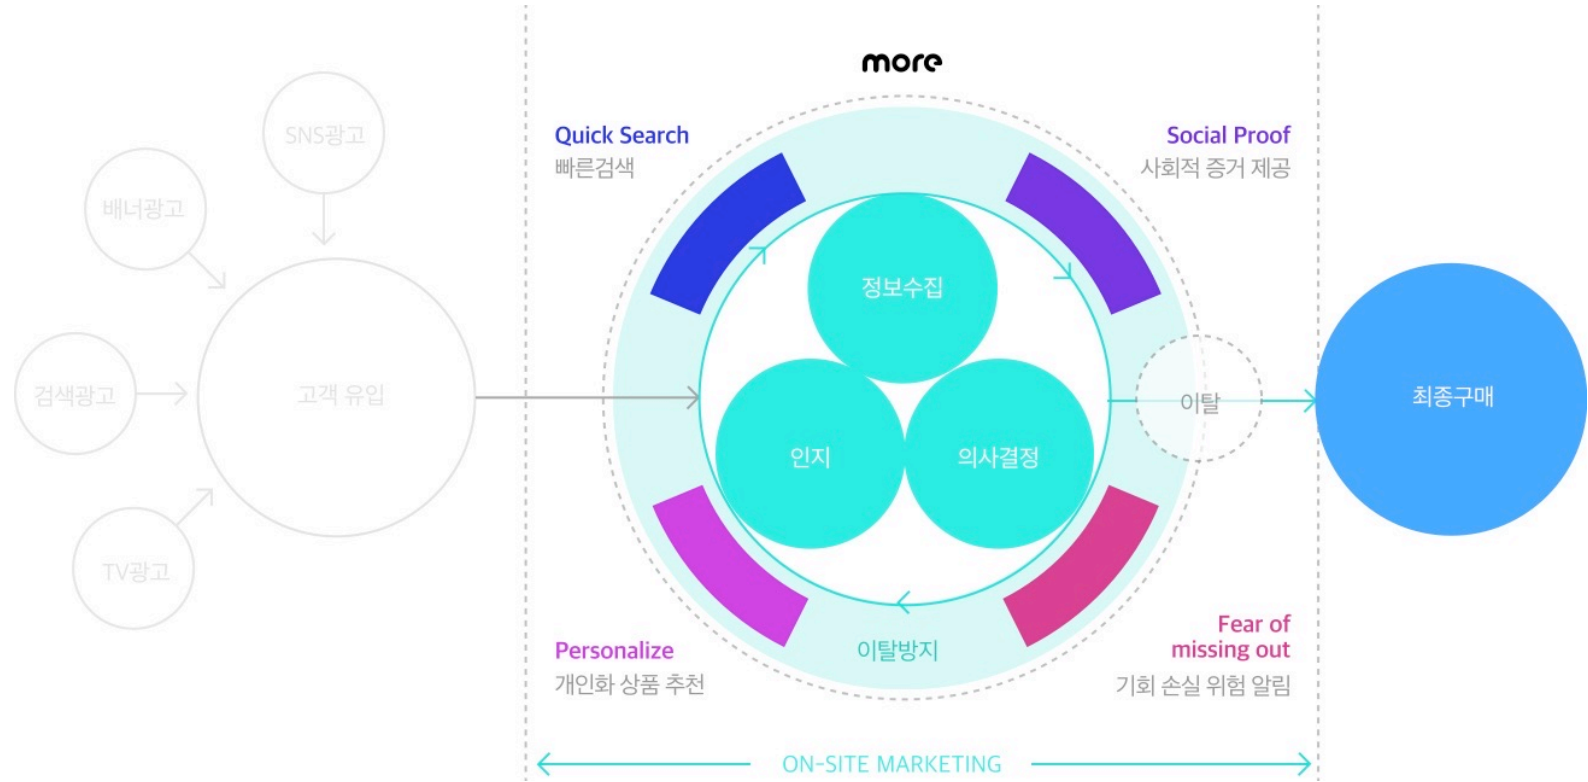 SNS광고
배너광고
검색광고
TV광고
고객 유입
more
Quick Search
빠른검색
Social Proof
사회적 증거 제공
정보수집
인지
의사결정
이탈
이탈방지
Personalize
개인화 상품 추천
Fear of
missing out
기회 손실 위험 알림
ON-SITE MARKETING
최종구매